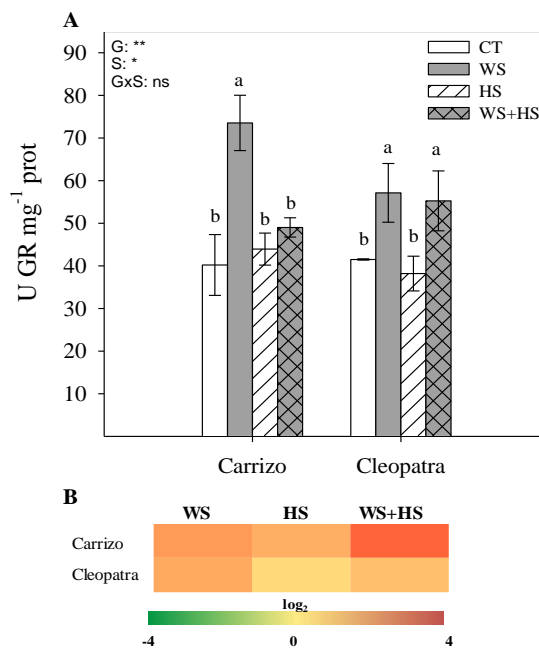 A
G: **
S: *
GxS: ns
CT
WS
HS
WS+HS
U GR mg⁻¹ prot
90
80
70
60
50
40
30
20
10
b a b b
b a b a
Carrizo Cleopatra
B
WS HS WS+HS
Carrizo
Cleopatra
log₂
-4 0 4